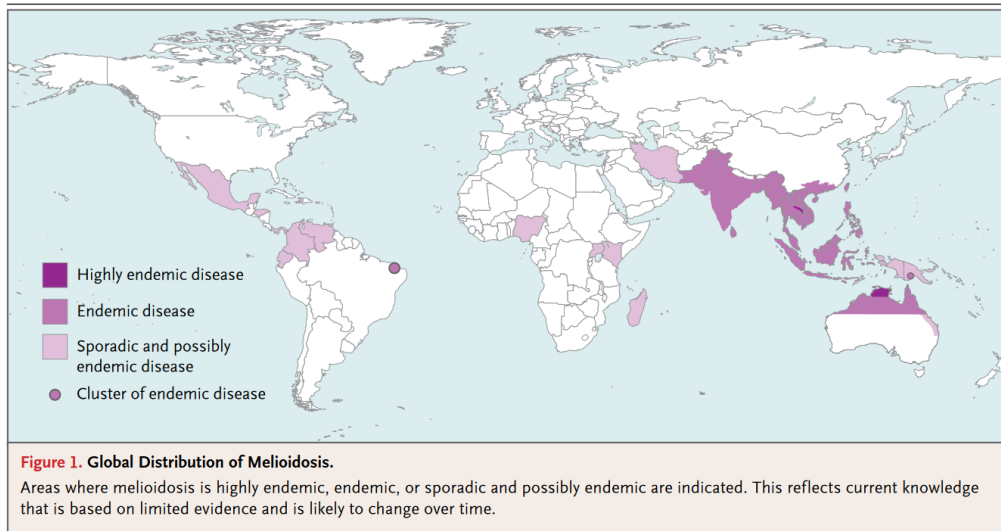 Highly endemic disease
Endemic disease
Sporadic and possibly
endemic disease
Cluster of endemic disease
Figure 1. Global Distribution of Melioidosis.
Areas where melioidosis is highly endemic, endemic, or sporadic and possibly endemic are indicated. This reflects current knowledge
that is based on limited evidence and is likely to change over time.